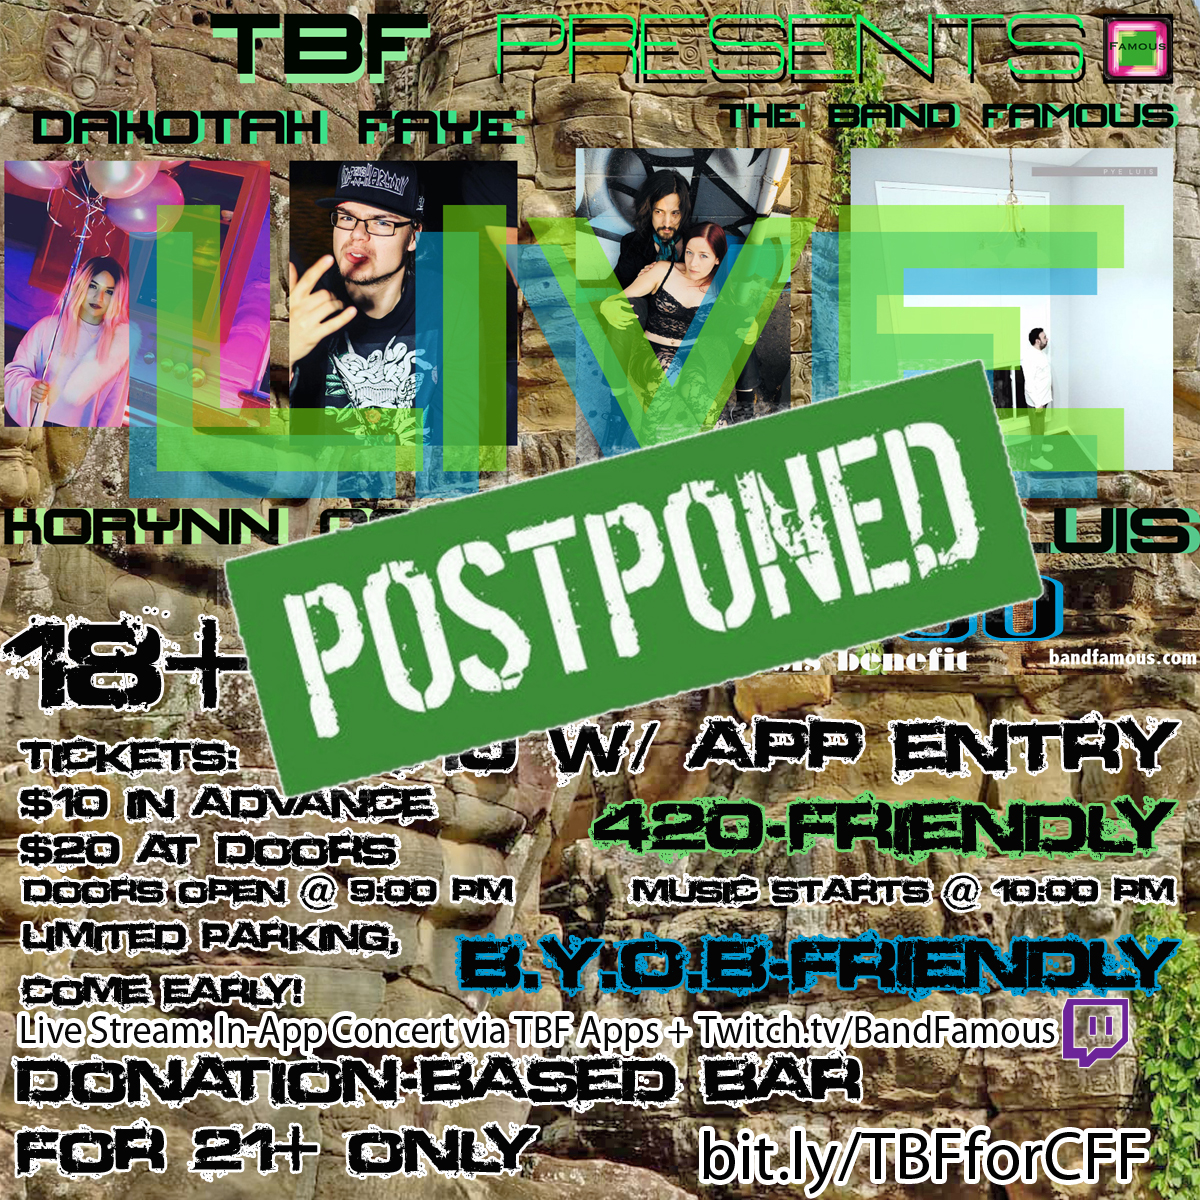 TBF PRESENTS
FAMOUS
DAKOTAH FAYE
THE BAND FAMOUS
PYE LUIS
LIVE
POSTPONED
KORYNN
LUIS
18+
benefit
bandfamous.com
TICKETS:
W/ APP ENTRY
$10 IN ADVANCE
420-FRIENDLY
$20 AT DOORS
DOORS OPEN @ 9:00 PM
MUSIC STARTS @ 10:00 PM
LIMITED PARKING,
B.Y.O.B-FRIENDLY
COME EARLY!
Live Stream: In-App Concert via TBF Apps + Twitch.tv/BandFamous
DONATION-BASED BAR
FOR 21+ ONLY
bit.ly/TBFforCFF